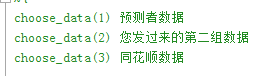 choose_data(1) 预测者数据
choose_data(2) 您发过来的第二组数据
choose_data(3) 同花顺数据